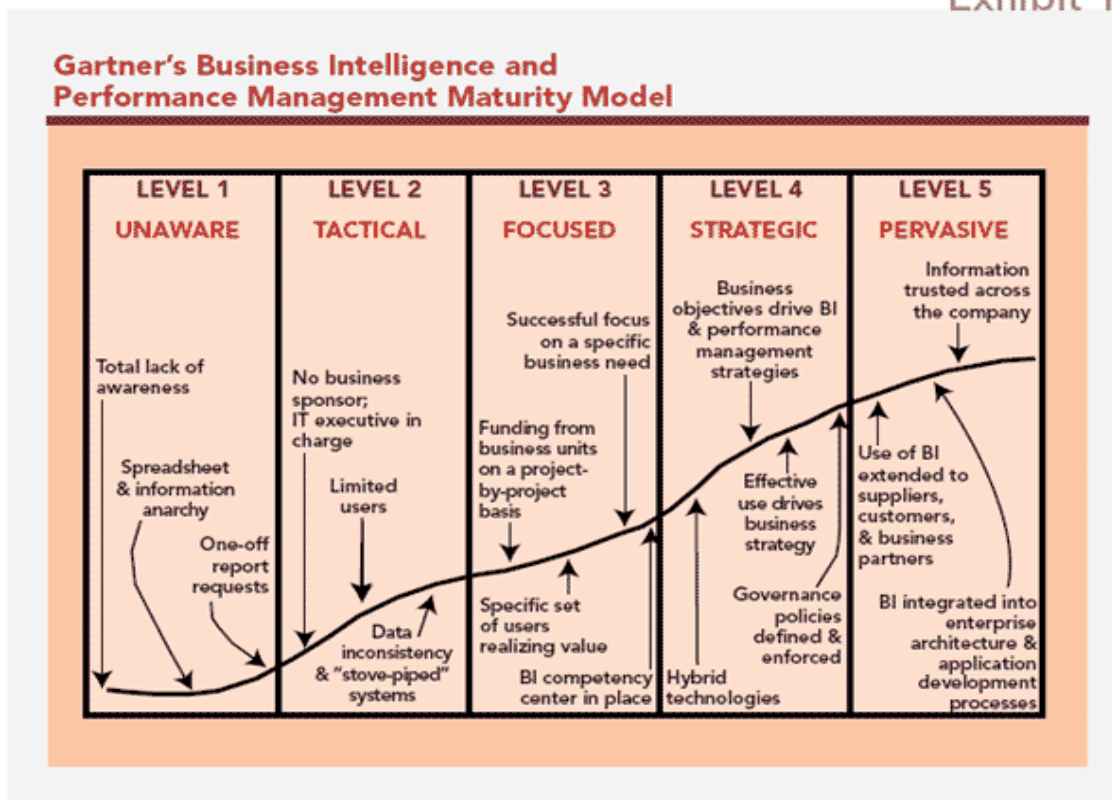 Exhibit 1
Gartner's Business Intelligence and
Performance Management Maturity Model
LEVEL 1
UNAWARE
Total lack of
awareness
Spreadsheet
& information
anarchy
One-off
report
requests
LEVEL 2
TACTICAL
No business
sponsor;
IT executive in
charge
Limited
users
Data
inconsistency
& "stove-piped"
systems
LEVEL 3
FOCUSED
Successful focus
on a specific
business need
Funding from
business units
on a project-
by-project
basis
Specific set
of users
realizing value
BI competency
center in place
LEVEL 4
STRATEGIC
Business
objectives drive BI
& performance
management
strategies
Effective
use drives
business
strategy
Governance
policies
defined &
enforced
Hybrid
technologies
LEVEL 5
PERVASIVE
Information
trusted across
the company
Use of BI
extended to
suppliers,
customers,
& business
partners
BI integrated into
enterprise
architecture &
application
development
processes